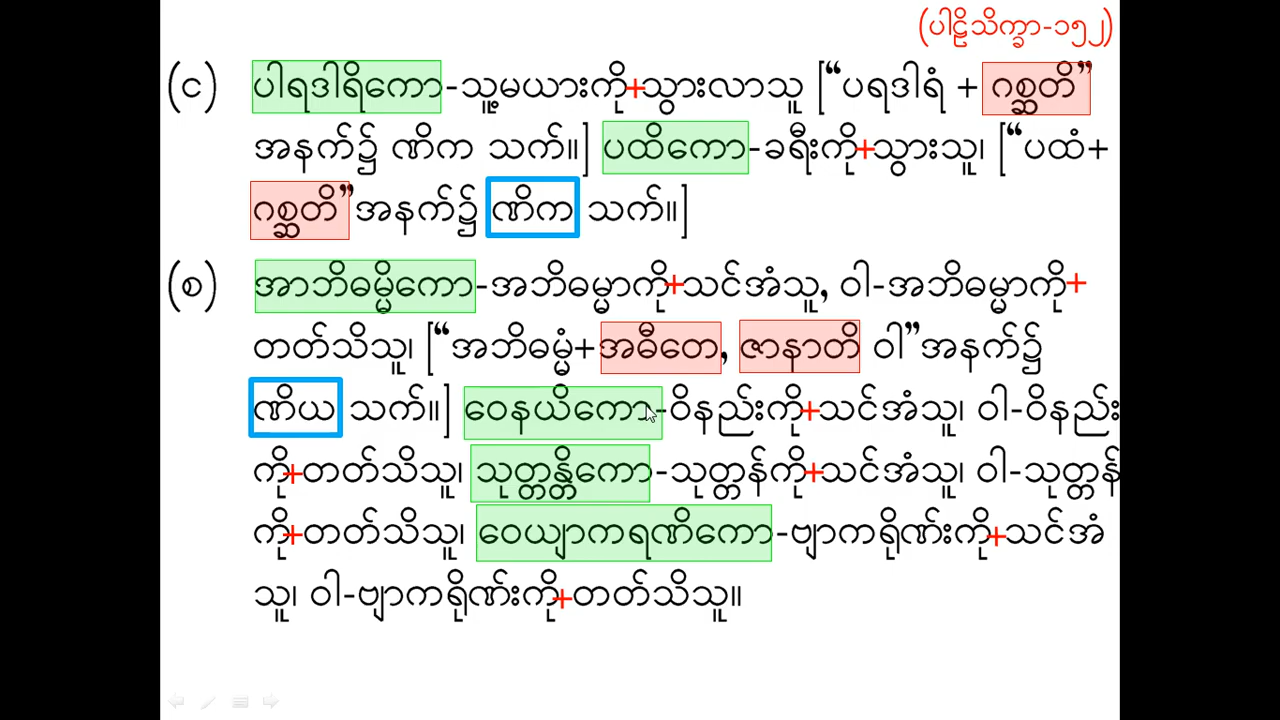 (ပါဠိသိက္ခာ-၁၅၂)
(င) ပါရဒါရိကော-သူ့မယားကို+သွားလာသူ [“ပရဒါရံ + ဂစ္ဆတိ”
အနက်၌ ဏိက သက်။] ပထိကော-ခရီးကို+သွားသူ၊ [“ပထံ+
ဂစ္ဆတိ”အနက်၌ ဏိက သက်။]
(စ) အာဘိဓမ္မိကော-အဘိဓမ္မာကို+သင်အံသူ, ဝါ-အဘိဓမ္မာကို+
တတ်သိသူ၊ [“အဘိဓမ္မံ+အဓီတေ, ဇာနာတိ ဝါ”အနက်၌
ဏိယ သက်။] ဝေနယိကော-ဝိနည်းကို+သင်အံသူ၊ ဝါ-ဝိနည်း
ကို+တတ်သိသူ၊ သုတ္တန္တိကော-သုတ္တန်ကို+သင်အံသူ၊ ဝါ-သုတ္တန်
ကို+တတ်သိသူ၊ ဝေယျာကရဏိကော-ဗျာကရိုဏ်းကို+သင်အံ
သူ၊ ဝါ-ဗျာကရိုဏ်းကို+တတ်သိသူ။